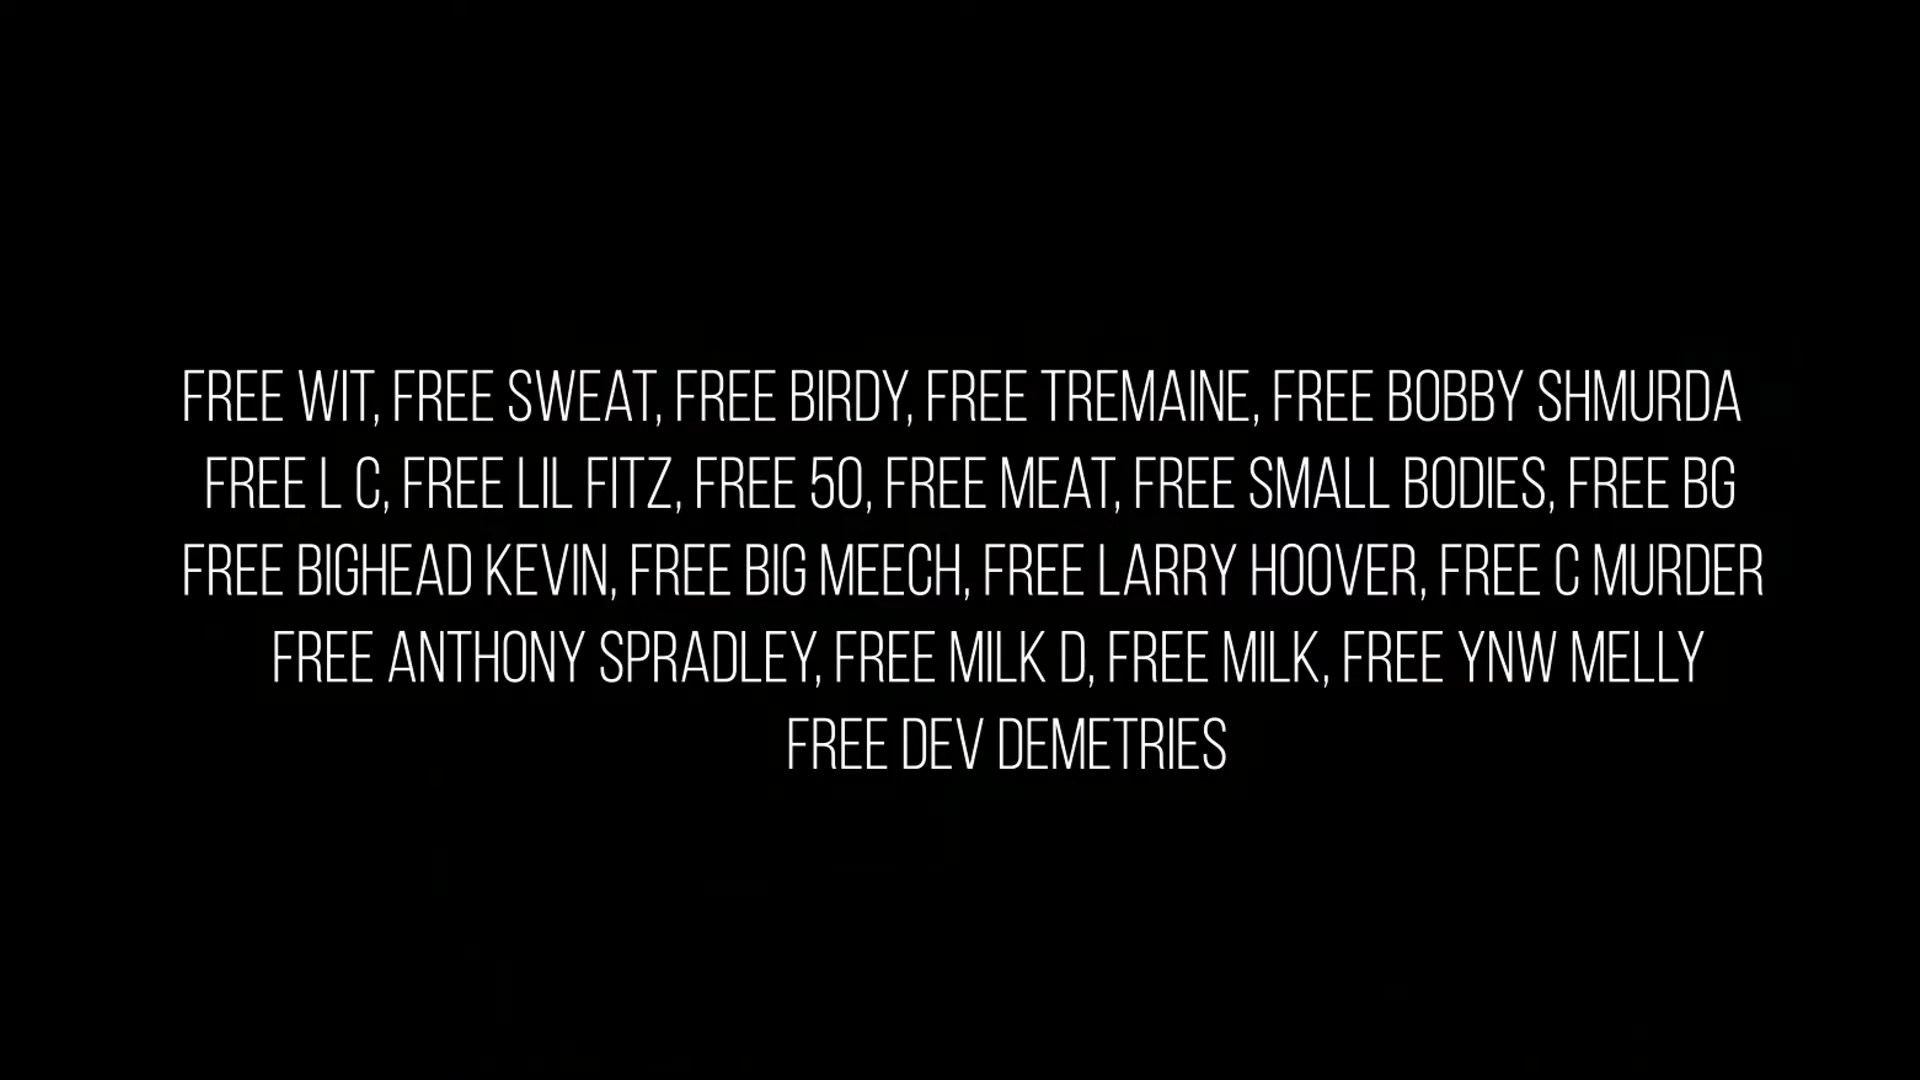 FREE WIT, FREE SWEAT, FREE BIRDY, FREE TREMAINE, FREE BOBBY SHMURDA
FREE L C, FREE LIL FITZ, FREE 50, FREE MEAT, FREE SMALL BODIES, FREE BG
FREE BIGHEAD KEVIN, FREE BIG MEECH, FREE LARRY HOOVER, FREE C MURDER
FREE ANTHONY SPRADLEY, FREE MILK D, FREE MILK, FREE YNW MELLY
FREE DEV DEMETRIES